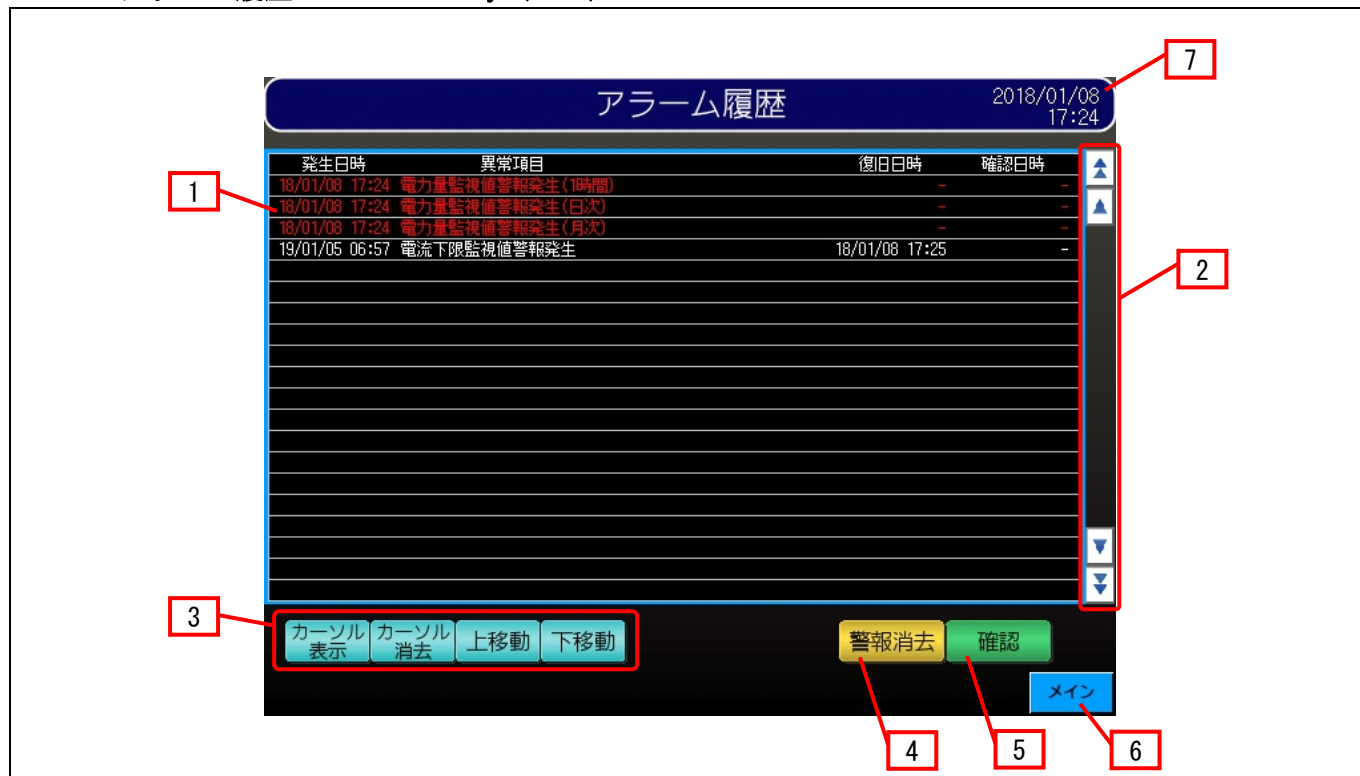 7
アラーム履歴 2018/01/08
17:24
発生日時 異常項目 復旧日時 確認日時
18/01/08 17:24 電力量監視値警報発生(1時間) - -
1
18/01/08 17:24 電力量監視値警報発生(日次) - -
18/01/08 17:24 電力量監視値警報発生(月次) - -
19/01/05 06:57 電流下限監視値警報発生 18/01/08 17:25 -
2
3
カーソル表示 カーソル消去 上移動 下移動 警報消去 確認
メイン
4 5 6